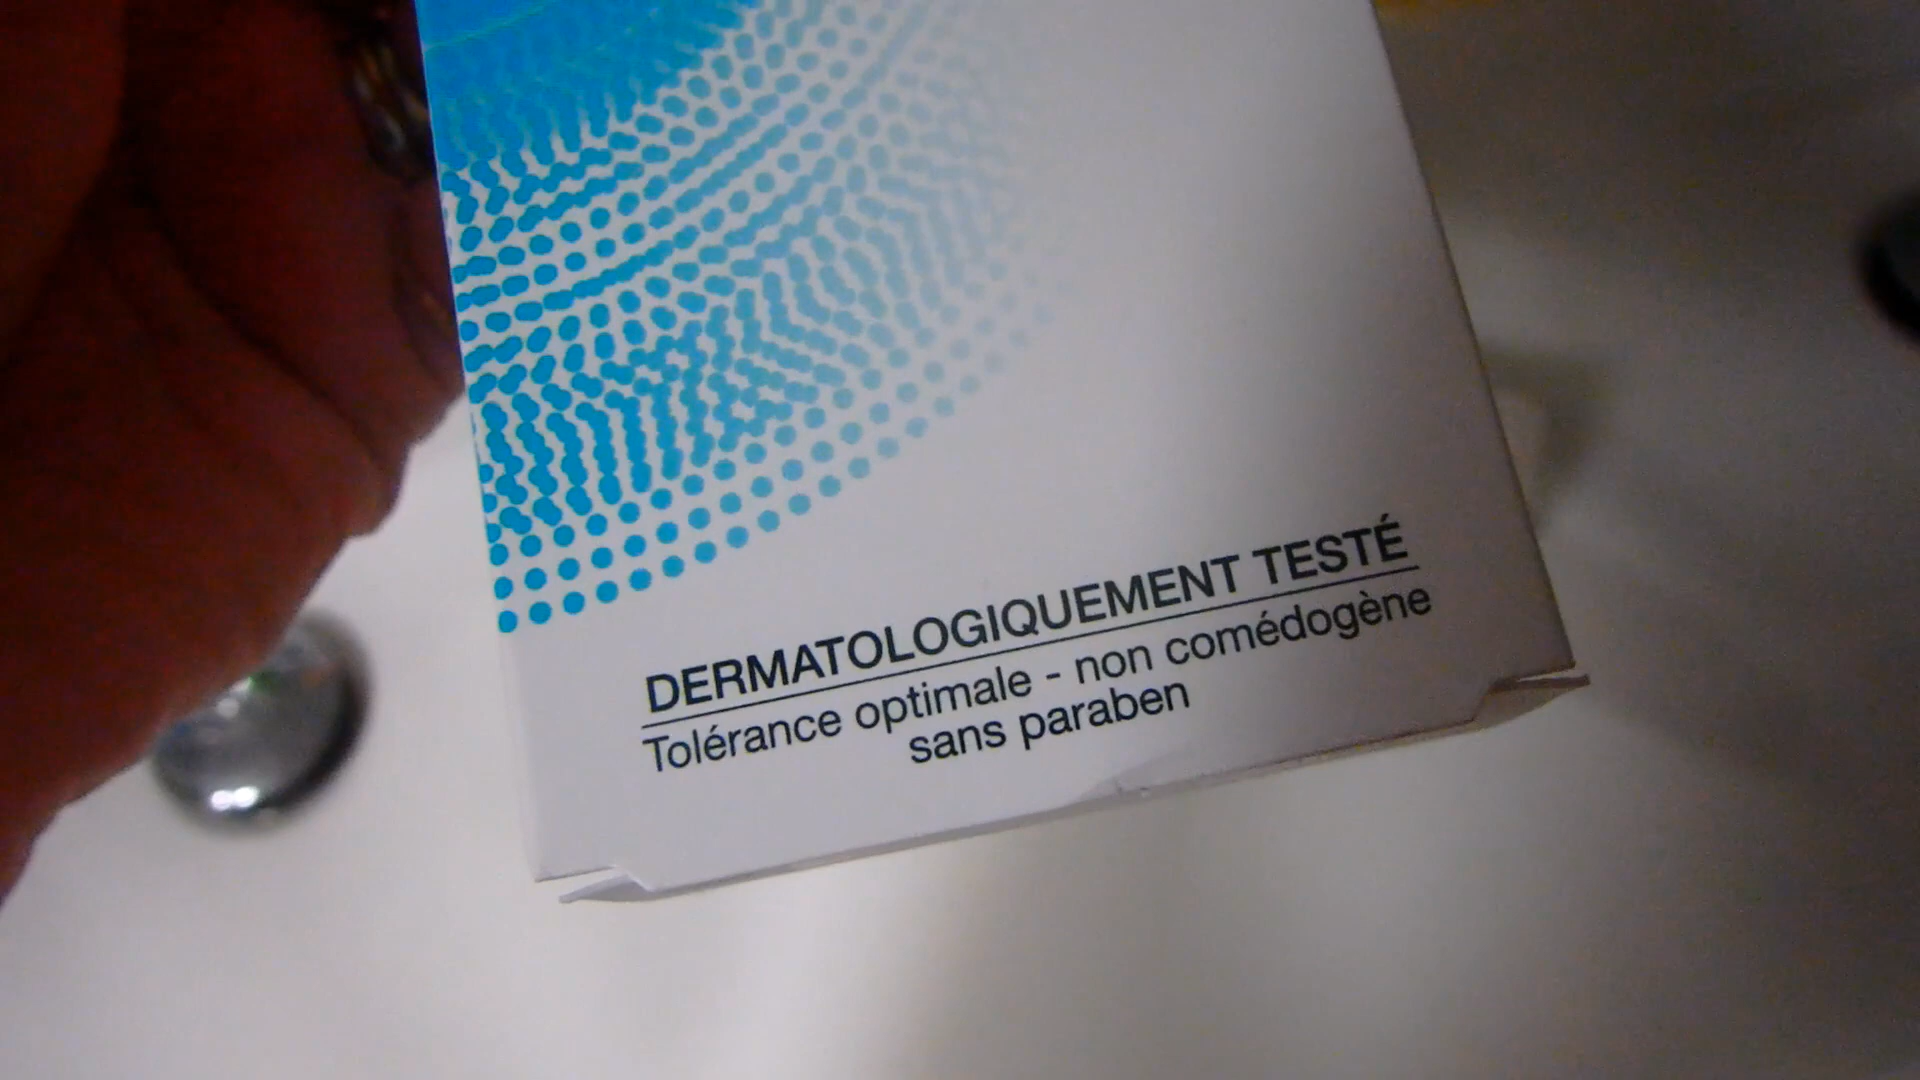 DERMATOLOGIQUEMENT TESTÉ
Tolérance optimale - non comédogène
sans paraben